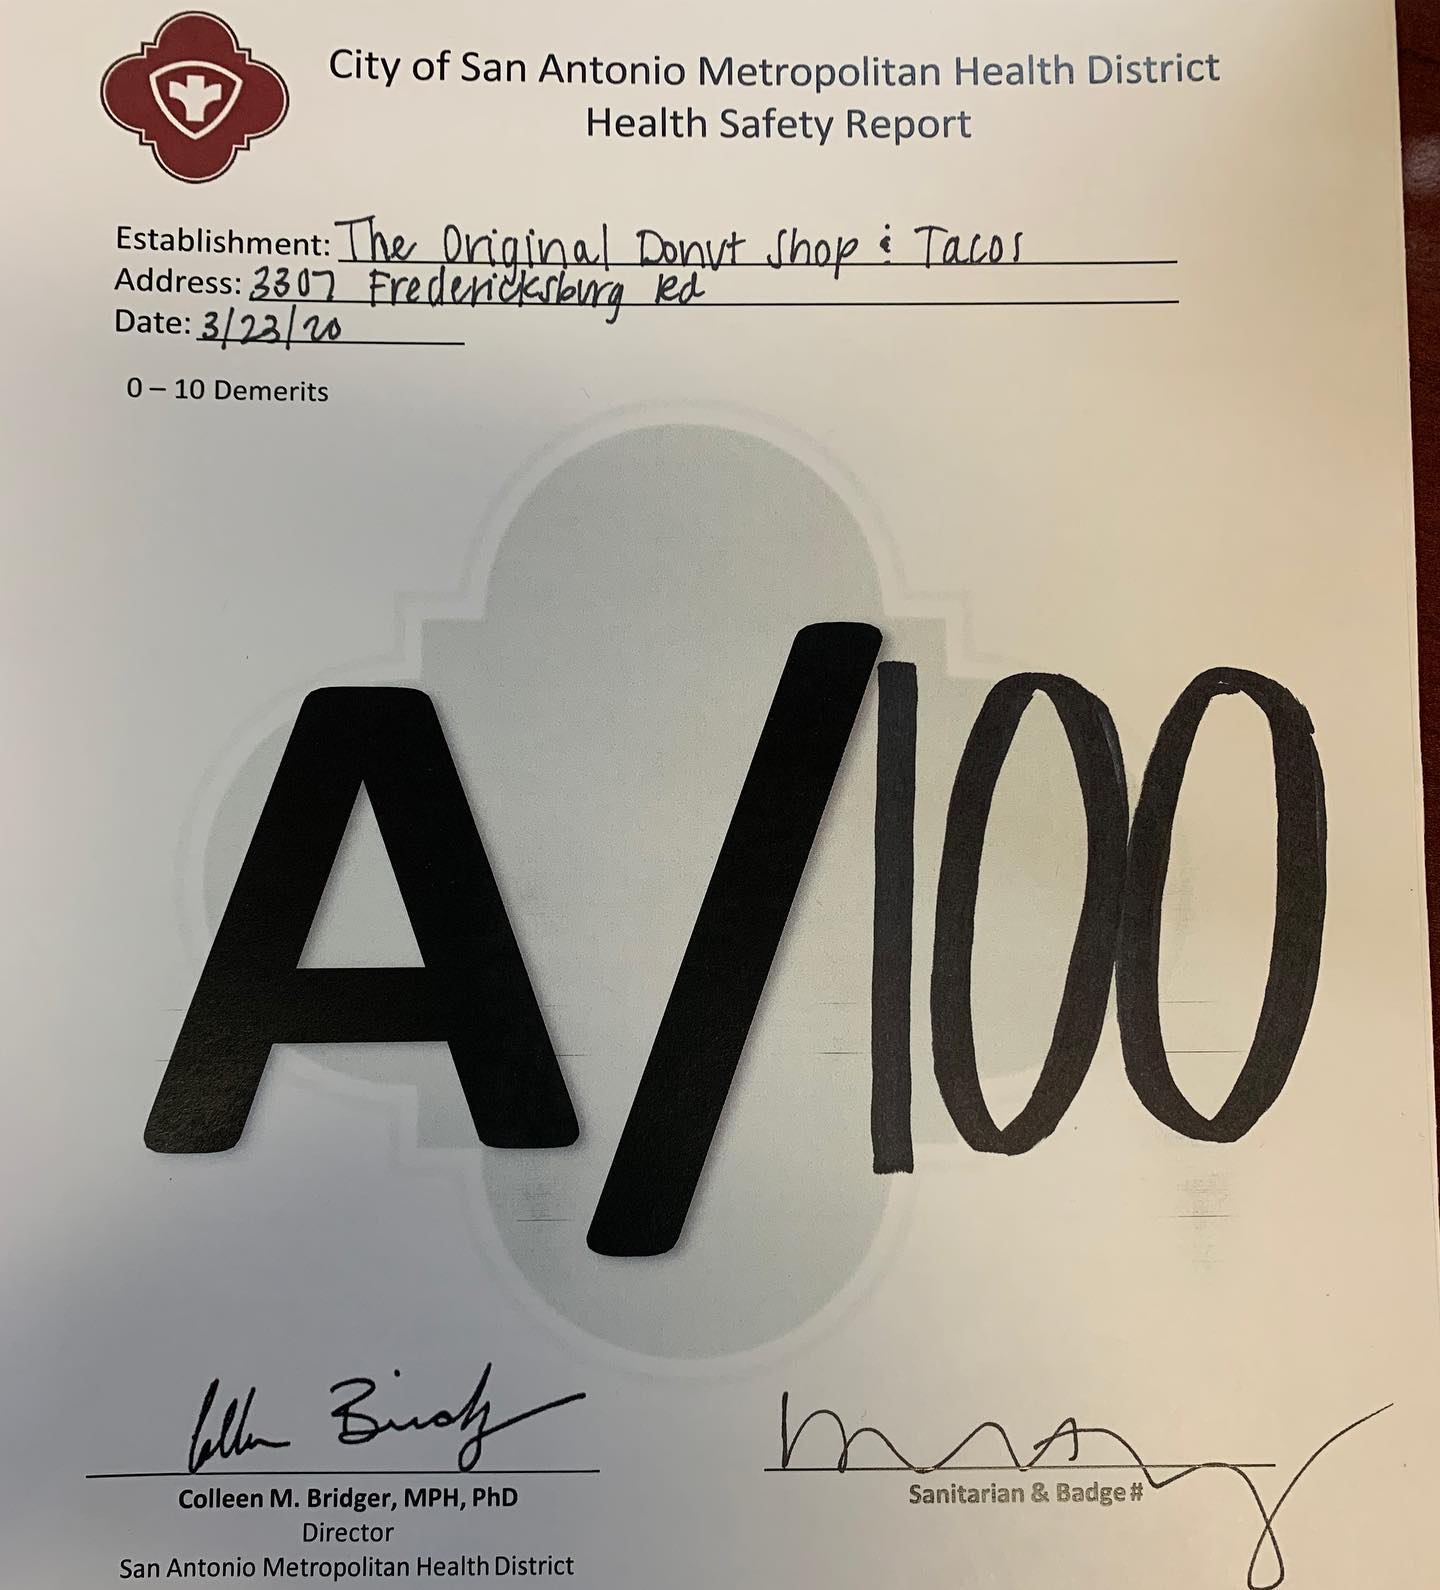 City of San Antonio Metropolitan Health District
Health Safety Report
Establishment: The Original Donut Shop & Tacos
Address: 3307 Fredericksburg Rd
Date: 3/23/20
0 – 10 Demerits
A/100
Colleen M. Bridger, MPH, PhD
Director
San Antonio Metropolitan Health District
Sanitarian & Badge#